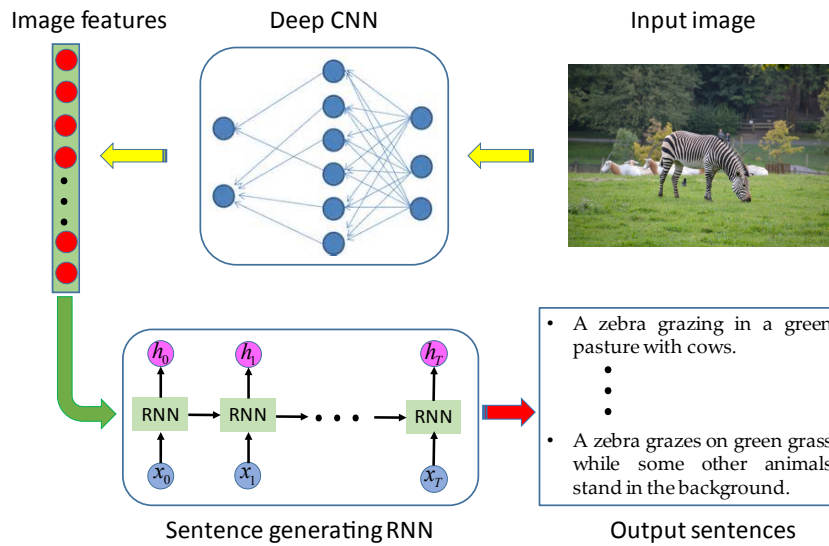 Image features
Deep CNN
Input image
h₀
h₁
h_T
RNN
RNN
RNN
x₀
x₁
x_T
Sentence generating RNN
• A zebra grazing in a green
pasture with cows.
• A zebra grazes on green grass
while some other animals
stand in the background.
Output sentences